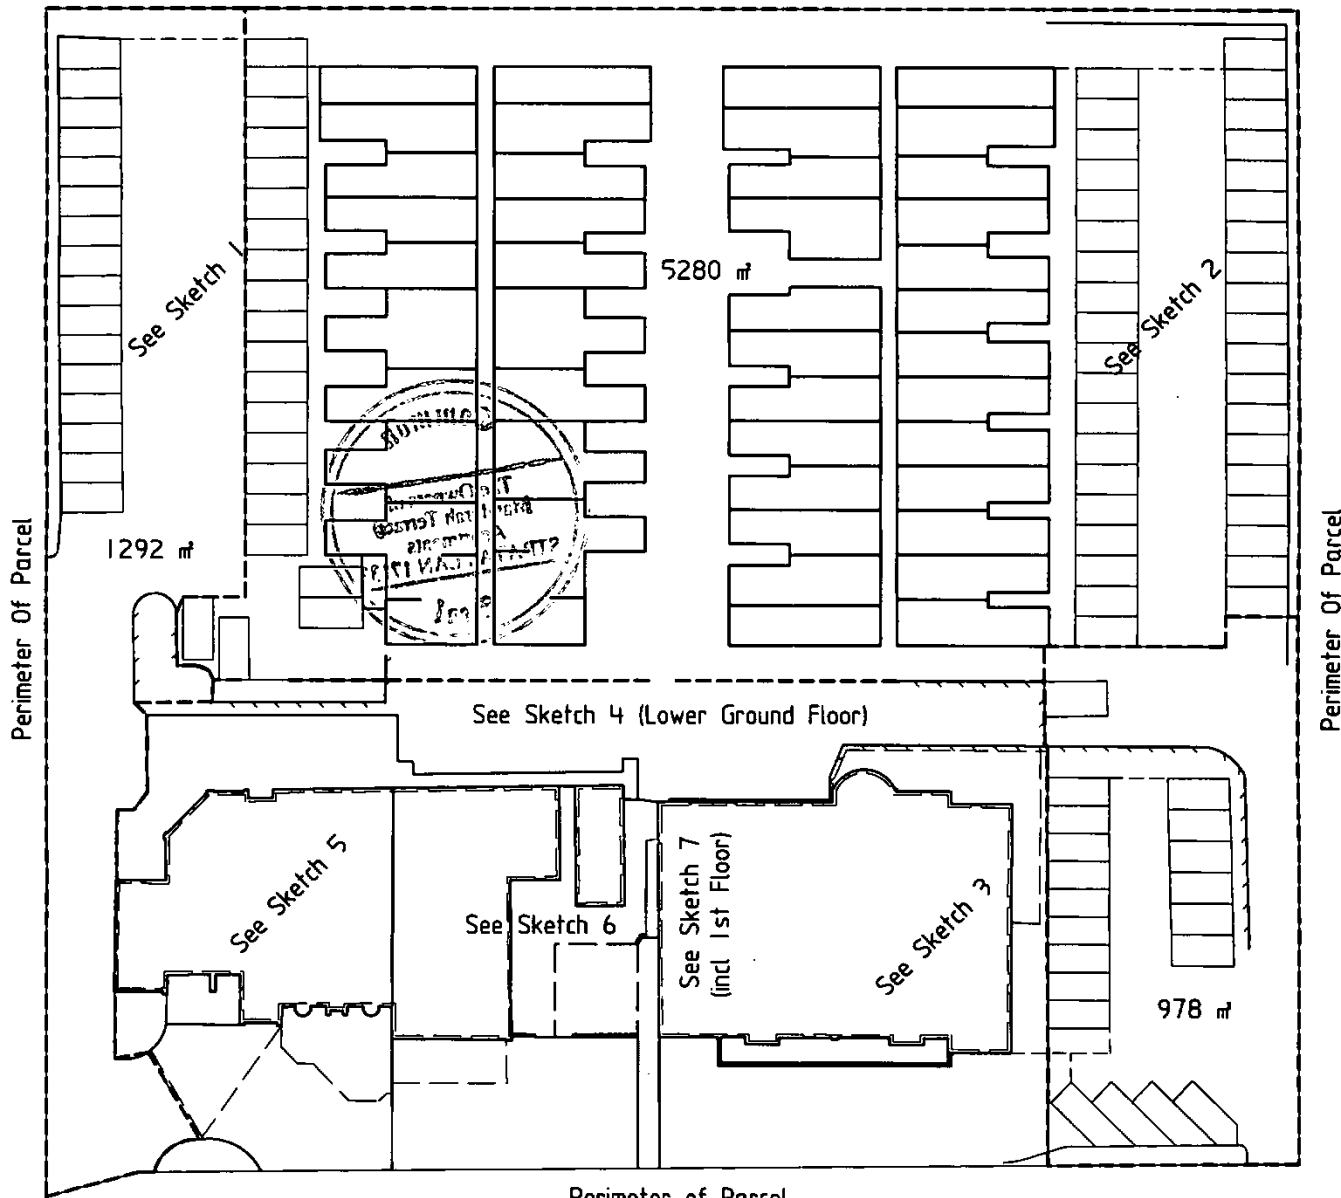 See Sketch 1
5280 ㎡
See Sketch 2
Perimeter Of Parcel
1292 ㎡
Perimeter Of Parcel
See Sketch 4 (Lower Ground Floor)
See Sketch 5
See Sketch 6
See Sketch 7
(incl 1st Floor)
See Sketch 3
978 ㎡
Perimeter of Parcel